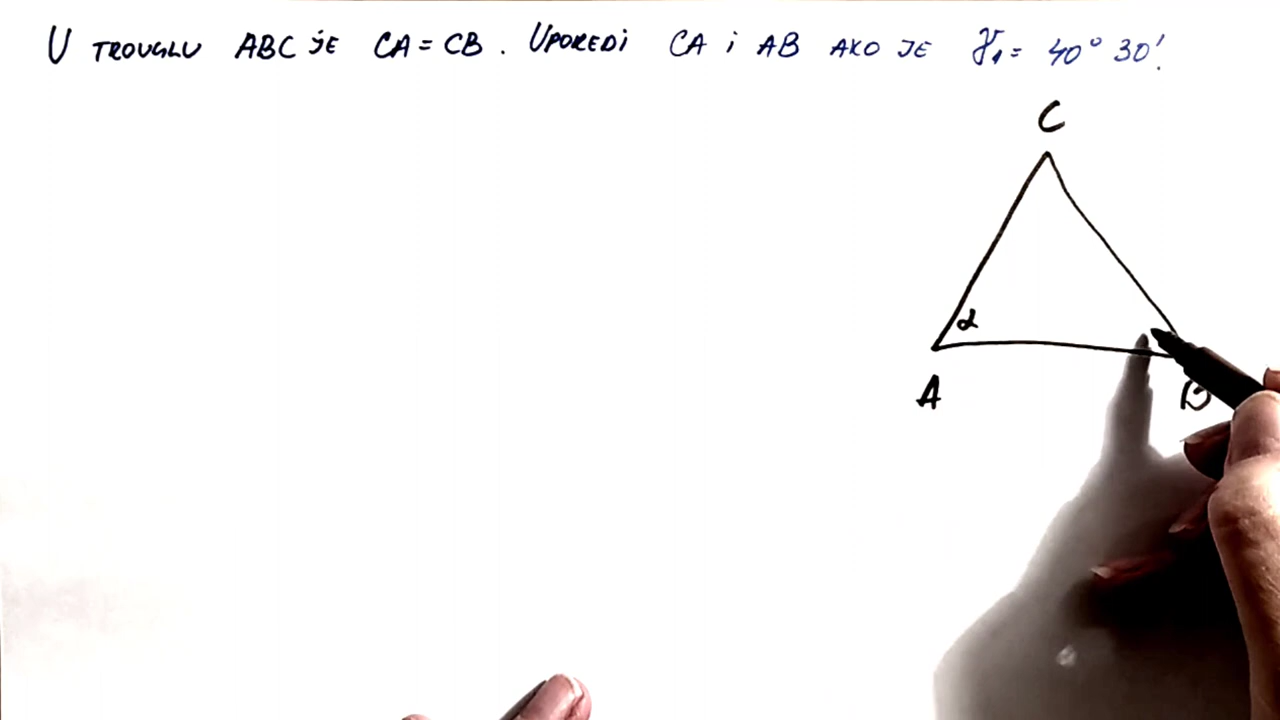 U TROUGLU ABC JE CA = CB. UPOREDI CA i AB AKO JE γ₁ = 40° 30'.
C
α
A
B